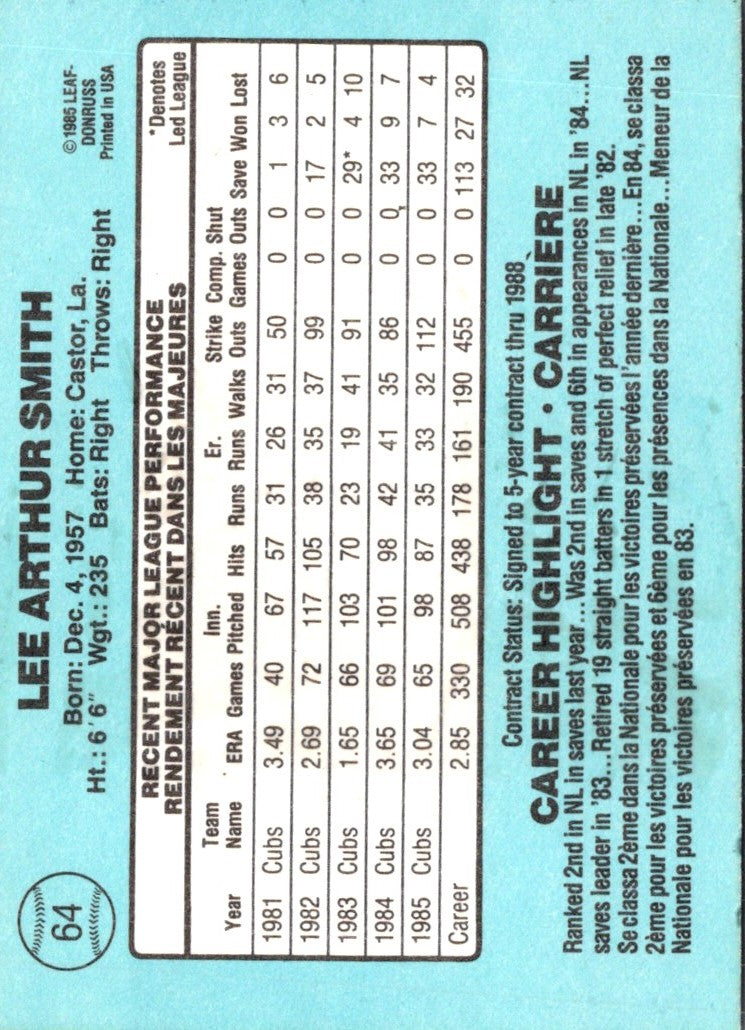 64
LEE ARTHUR SMITH
Born: Dec. 4, 1957 Home: Castor, La.
Ht.: 6'6" Wgt.: 235 Bats: Right Throws: Right
© 1985 LEAF-
DONRUSS
Printed in USA
RECENT MAJOR LEAGUE PERFORMANCE
RENDEMENT RÉCENT DANS LES MAJEURES
*Denotes
Led League
Team Inn. Er. Strike Comp. Shut
Year Name ERA Games Pitched Hits Runs Runs Walks Outs Games Outs Save Won Lost
1981 Cubs 3.49 40 67 57 31 26 31 50 0 0 1 3 6
1982 Cubs 2.69 72 117 105 38 35 37 99 0 0 17 2 5
1983 Cubs 1.65 66 103 70 23 19 41 91 0 0 29* 4 10
1984 Cubs 3.65 69 101 98 42 41 35 86 0 0 33 9 7
1985 Cubs 3.04 65 98 87 35 33 32 112 0 0 33 7 4
Career 2.85 330 508 438 178 161 190 455 0 0 113 27 32
Contract Status: Signed to 5-year contract thru 1988
CAREER HIGHLIGHT • CARRIÈRE
Ranked 2nd in NL in saves last year...Was 2nd in saves and 6th in appearances in NL in '84...NL
saves leader in '83...Retired 19 straight batters in 1 stretch of perfect relief in late '82.
Se classa 2ème dans la Nationale pour les victoires préservées l'année dernière...En 84, se classa
2ème pour les victoires préservées et 6ème pour les présences dans la Nationale...Meneur de la
Nationale pour les victoires préservées en 83.